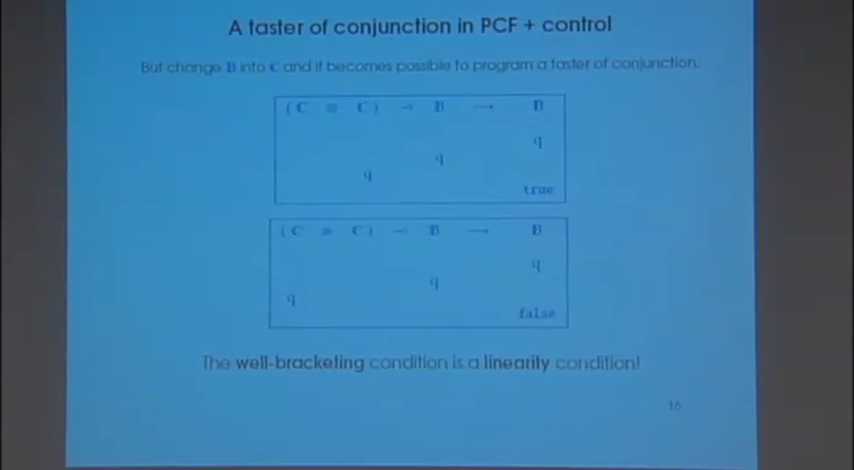 A taster of conjunction in PCF + control
But change B into C and it becomes possible to program a taster of conjunction.
( C ⊗ C ) ⊸ B → B
q
q
q
true
( C ⊗ C ) ⊸ B → B
q
q
q
false
The well-bracketing condition is a linearity condition!
16